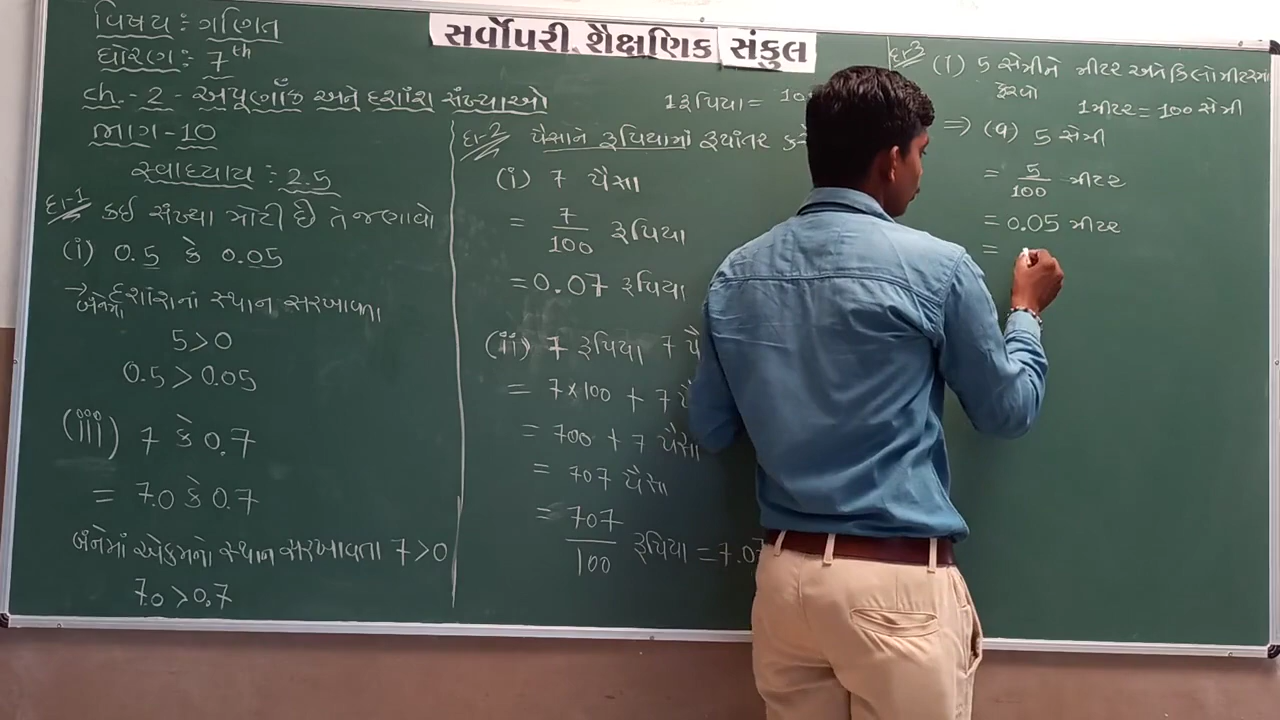 સર્વોપરી શૈક્ષણિક સંકુલ
વિષય : ગણિત
ધોરણ : 7th
ch.- 2 - અપૂર્ણાંક અને દશાંશ સંખ્યાઓ
ભાગ-10
સ્વાધ્યાય : 2.5
દા-1 કઈ સંખ્યા મોટી છે તે જણાવો
(i) 0.5 કે 0.05
→ બંનેમાં દશાંશનાં સ્થાન સરખાવતા
5>0
0.5 > 0.05
(iii) 7 કે 0.7
= 7.0 કે 0.7
બંનેમાં એકમનો સ્થાન સરખાવતા 7>0
7.0 > 0.7
1 રૂપિયા = 10
દા-2 પૈસાને રૂપિયામાં રૂપાંતર
(i) 7 પૈસા
= 7/100 રૂપિયા
= 0.07 રૂપિયા
(ii) 7 રૂપિયા 7
= 7×100 + 7
= 700 + 7 પૈસા
= 707 પૈસા
= 707/100 રૂપિયા = 7.0
દા-3 (1) 5 સેમીને મીટર અને કિલોમીટરમાં
ફેરવો
1 મીટર = 100 સેમી
⇒ (a) 5 સેમી
= 5/100 મીટર
= 0.05 મીટર
=